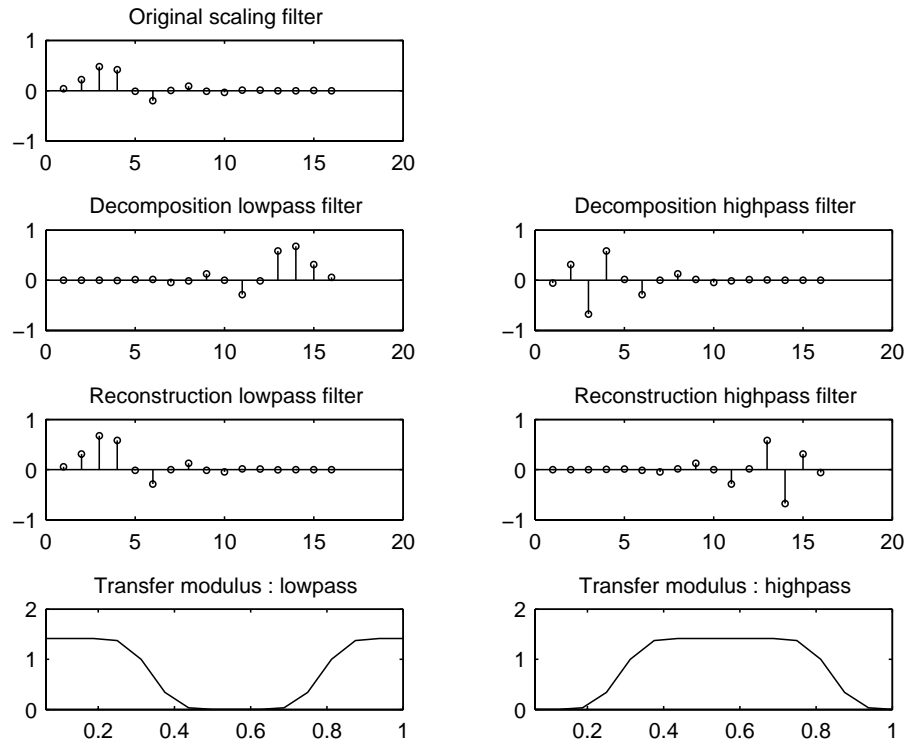 Original scaling filter
1
0
−1
0 5 10 15 20
Decomposition lowpass filter
1
0
−1
0 5 10 15 20
Decomposition highpass filter
1
0
−1
0 5 10 15 20
Reconstruction lowpass filter
1
0
−1
0 5 10 15 20
Reconstruction highpass filter
1
0
−1
0 5 10 15 20
Transfer modulus : lowpass
2
1
0
0.2 0.4 0.6 0.8 1
Transfer modulus : highpass
2
1
0
0.2 0.4 0.6 0.8 1